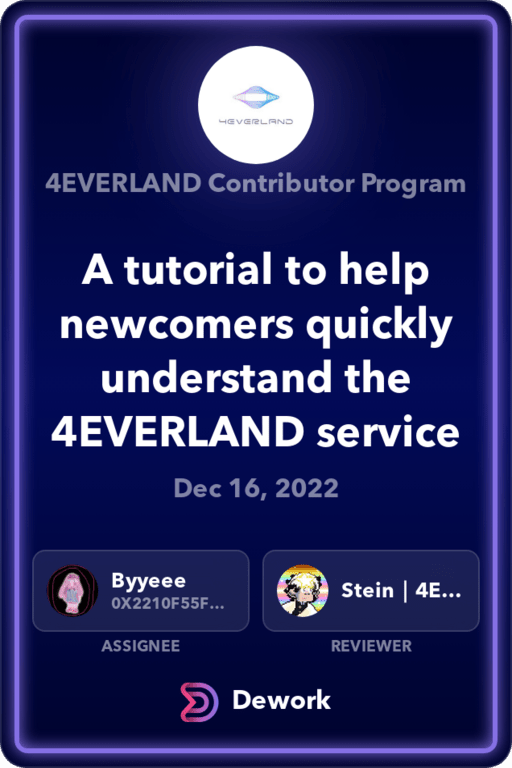 4EVERLAND
4EVERLAND Contributor Program
A tutorial to help
newcomers quickly
understand the
4EVERLAND service
Dec 16, 2022
Byyeee
0X2210F55F...
Stein | 4E...
ASSIGNEE
REVIEWER
Dework